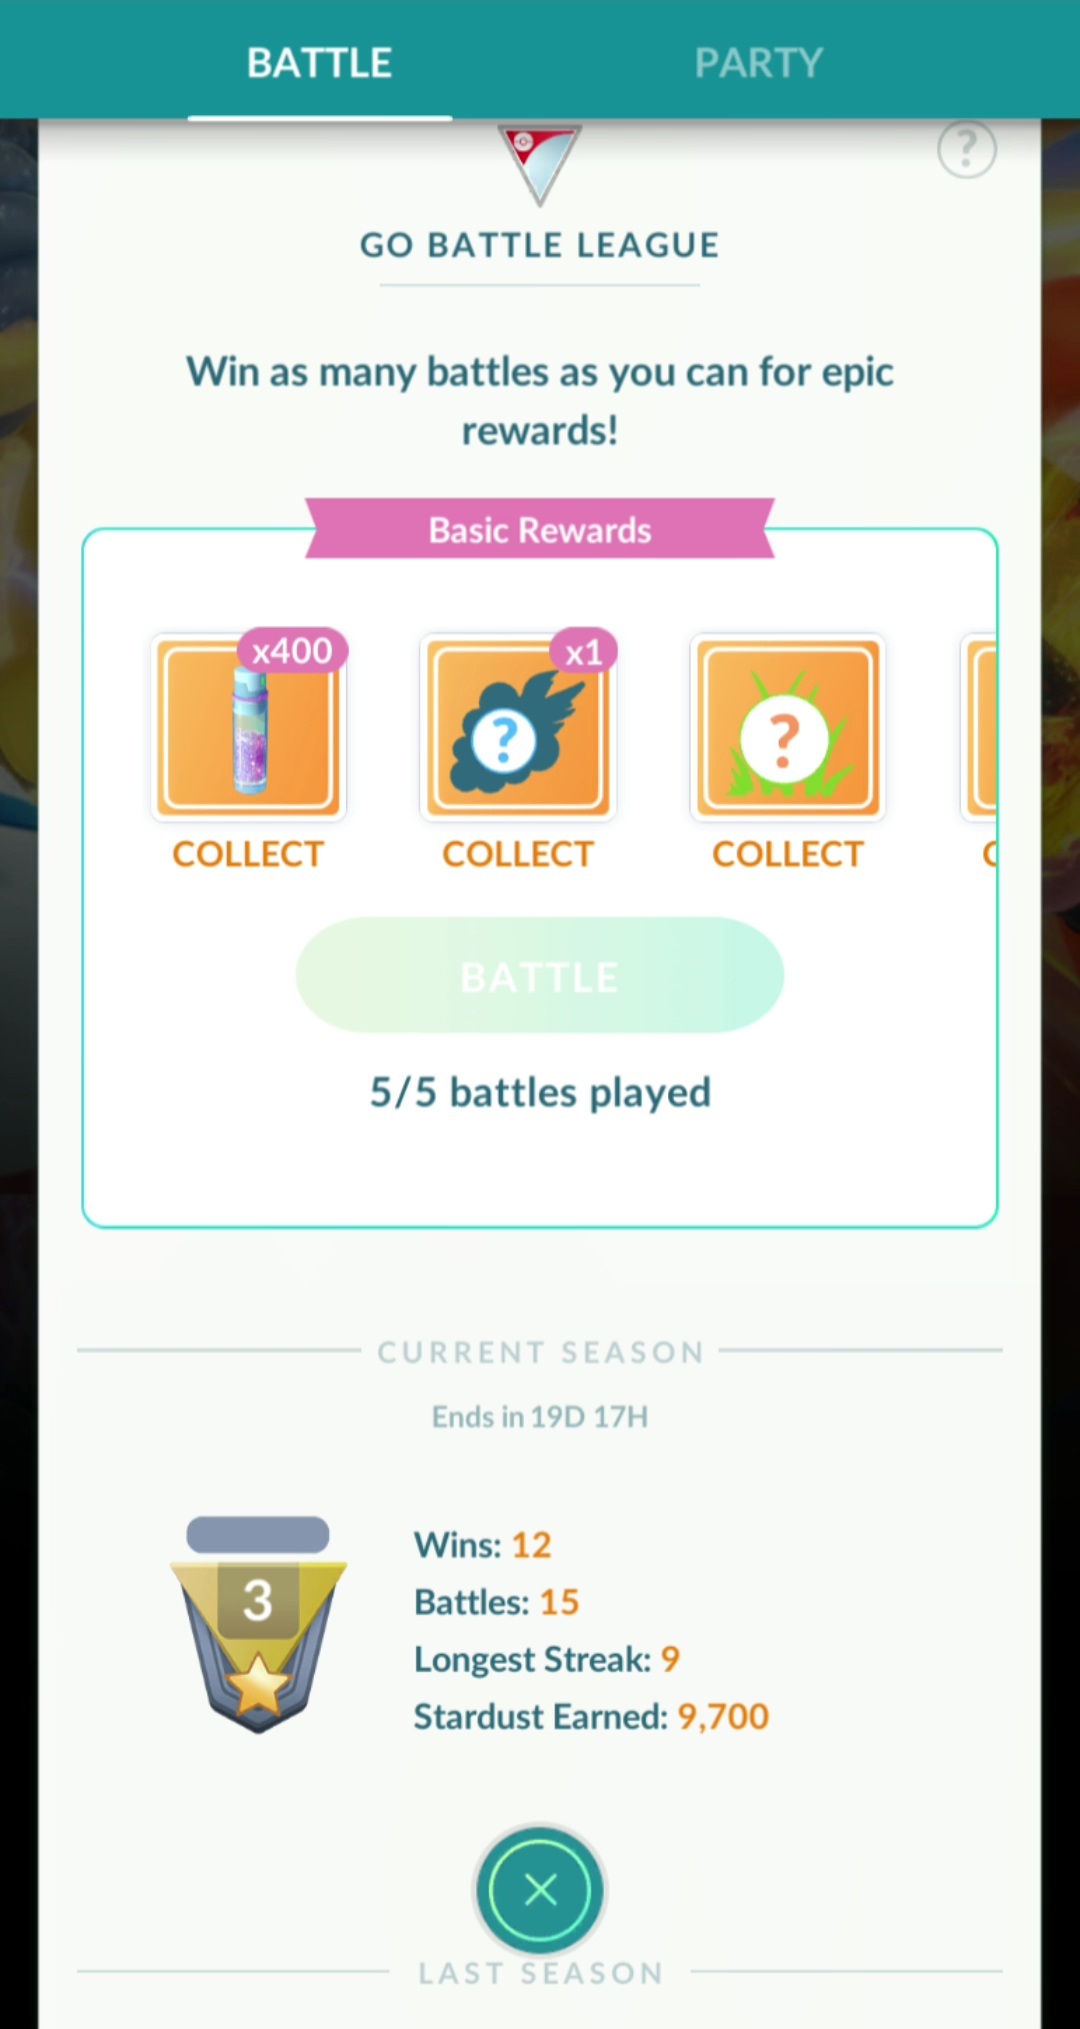 BATTLE
PARTY
?
GO BATTLE LEAGUE
Win as many battles as you can for epic
rewards!
Basic Rewards
x400
x1
?
?
COLLECT
COLLECT
COLLECT
C
BATTLE
5/5 battles played
CURRENT SEASON
Ends in 19D 17H
3
Wins: 12
Battles: 15
Longest Streak: 9
Stardust Earned: 9,700
LAST SEASON